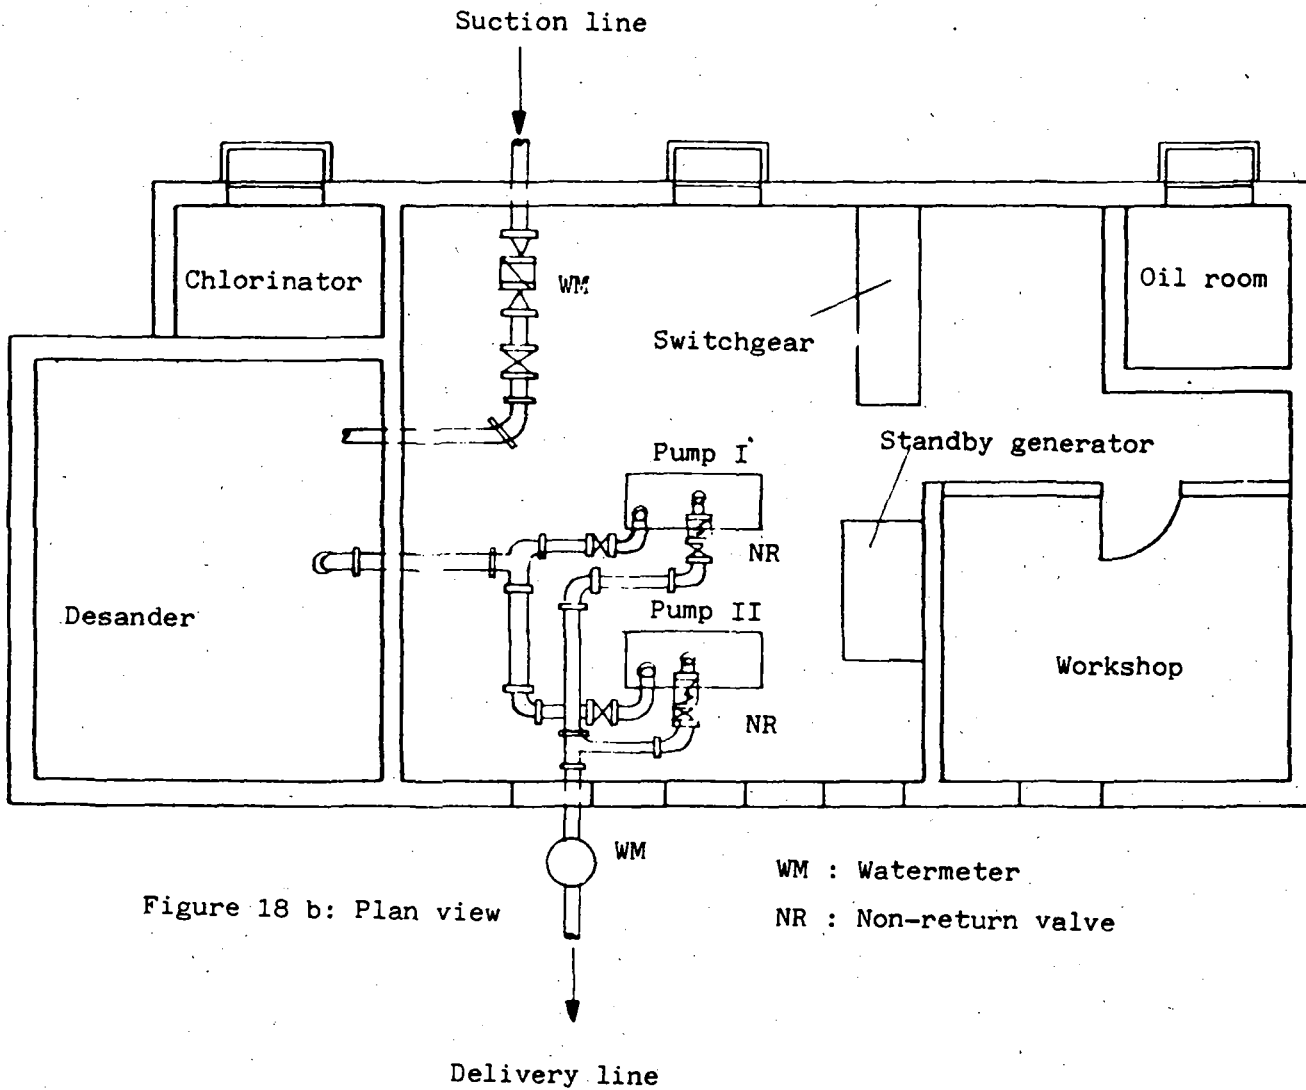 Suction line
Chlorinator
WM
Oil room
Switchgear
Standby generator
Pump I
NR
Desander
Pump II
Workshop
NR
WM
WM : Watermeter
Figure 18 b: Plan view
NR : Non-return valve
Delivery line